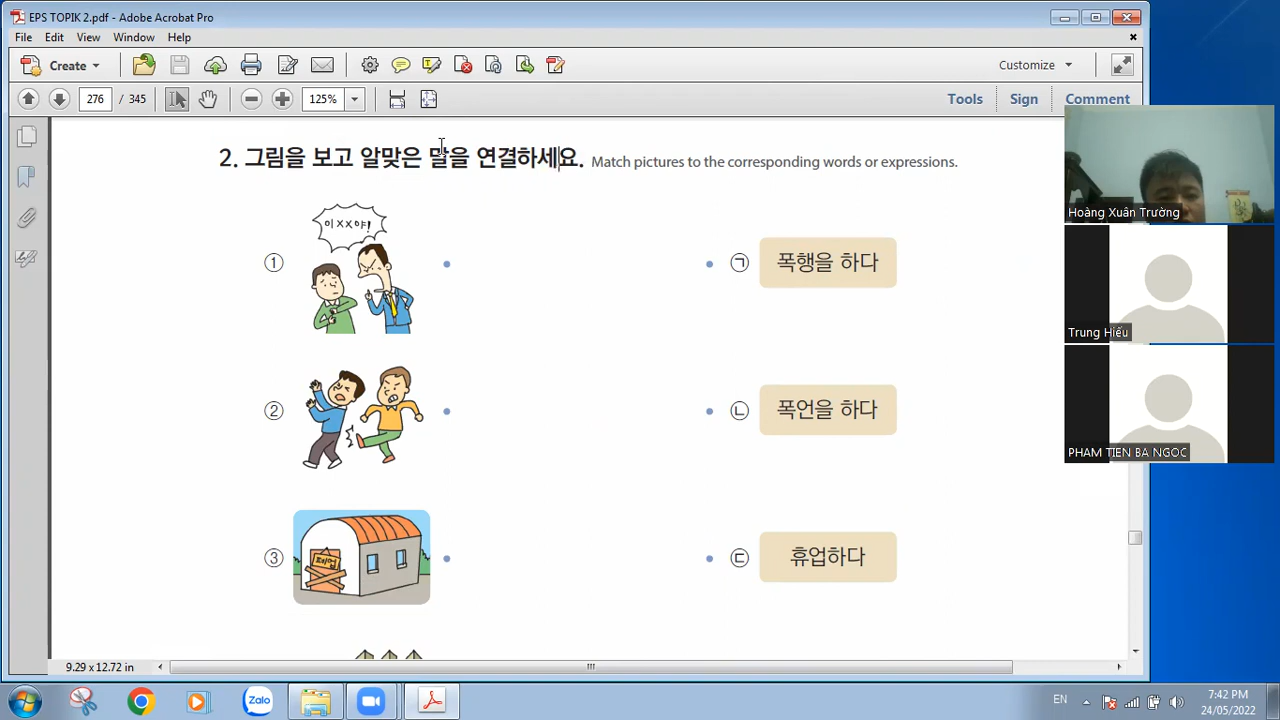 EPS TOPIK 2.pdf - Adobe Acrobat Pro
File Edit View Window Help
Create
Customize
276 / 345
125%
Tools Sign Comment
2. 그림을 보고 알맞은 말을 연결하세요. Match pictures to the corresponding words or expressions.
이XX야!
① ㉠ 폭행을 하다
② ㉡ 폭언을 하다
③ ㉢ 휴업하다
Hoàng Xuân Trường
Trung Hiếu
PHAM TIEN BA NGOC
9.29 x 12.72 in
Zalo
EN
7:42 PM
24/05/2022